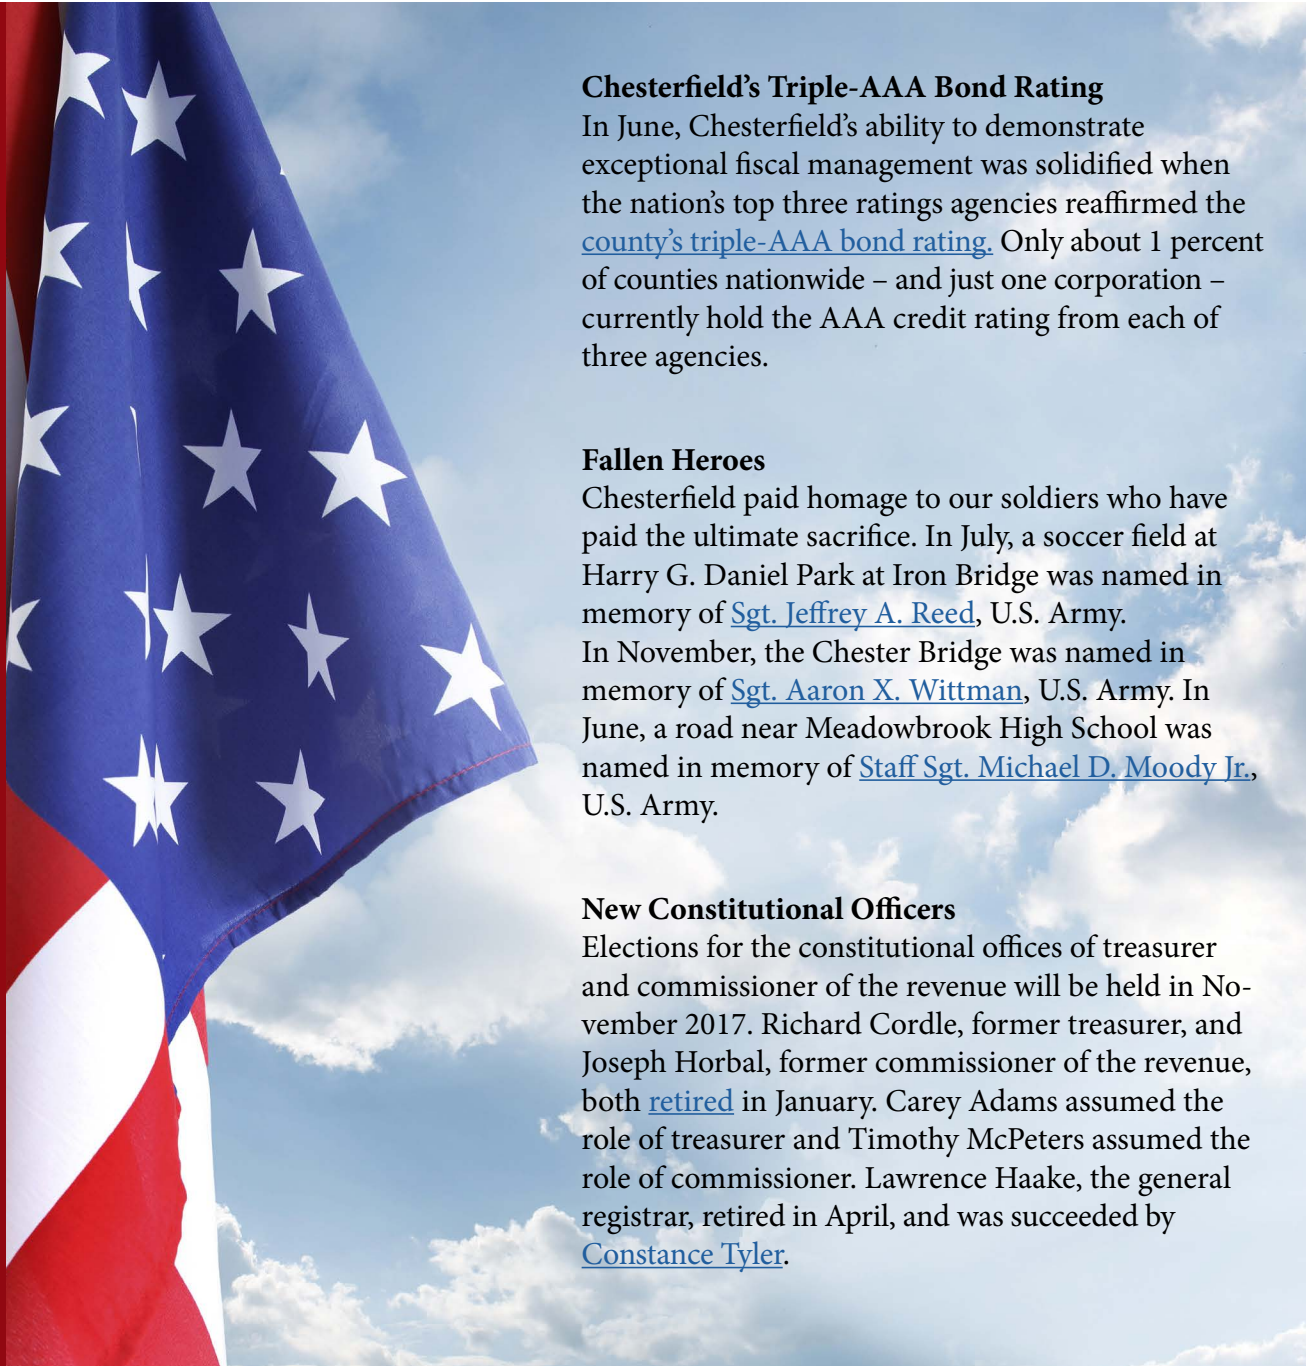 Chesterfield’s Triple-AAA Bond Rating
In June, Chesterfield’s ability to demonstrate
exceptional fiscal management was solidified when
the nation’s top three ratings agencies reaffirmed the
county’s triple-AAA bond rating. Only about 1 percent
of counties nationwide – and just one corporation –
currently hold the AAA credit rating from each of
three agencies.
Fallen Heroes
Chesterfield paid homage to our soldiers who have
paid the ultimate sacrifice. In July, a soccer field at
Harry G. Daniel Park at Iron Bridge was named in
memory of Sgt. Jeffrey A. Reed, U.S. Army.
In November, the Chester Bridge was named in
memory of Sgt. Aaron X. Wittman, U.S. Army. In
June, a road near Meadowbrook High School was
named in memory of Staff Sgt. Michael D. Moody Jr.,
U.S. Army.
New Constitutional Officers
Elections for the constitutional offices of treasurer
and commissioner of the revenue will be held in No-
vember 2017. Richard Cordle, former treasurer, and
Joseph Horbal, former commissioner of the revenue,
both retired in January. Carey Adams assumed the
role of treasurer and Timothy McPeters assumed the
role of commissioner. Lawrence Haake, the general
registrar, retired in April, and was succeeded by
Constance Tyler.